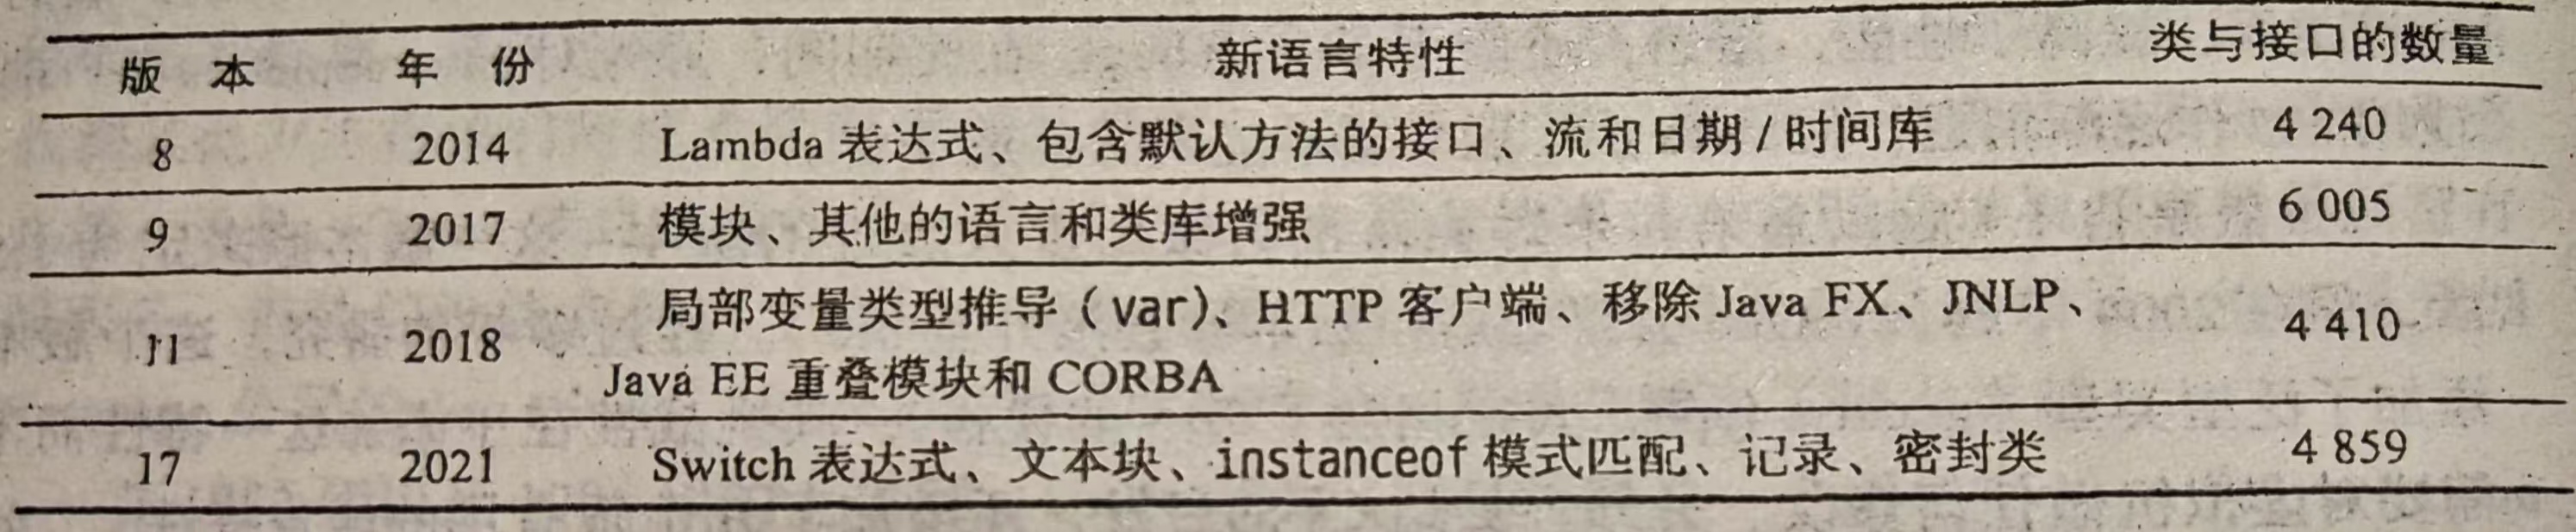 版 本 年 份 新语言特性 类与接口的数量
8 2014 Lambda 表达式、包含默认方法的接口、流和日期/时间库 4 240
9 2017 模块、其他的语言和类库增强 6 005
11 2018 局部变量类型推导(var)、HTTP 客户端、移除 Java FX、JNLP、 4 410
Java EE 重叠模块和 CORBA
17 2021 Switch 表达式、文本块、instanceof 模式匹配、记录、密封类 4 859